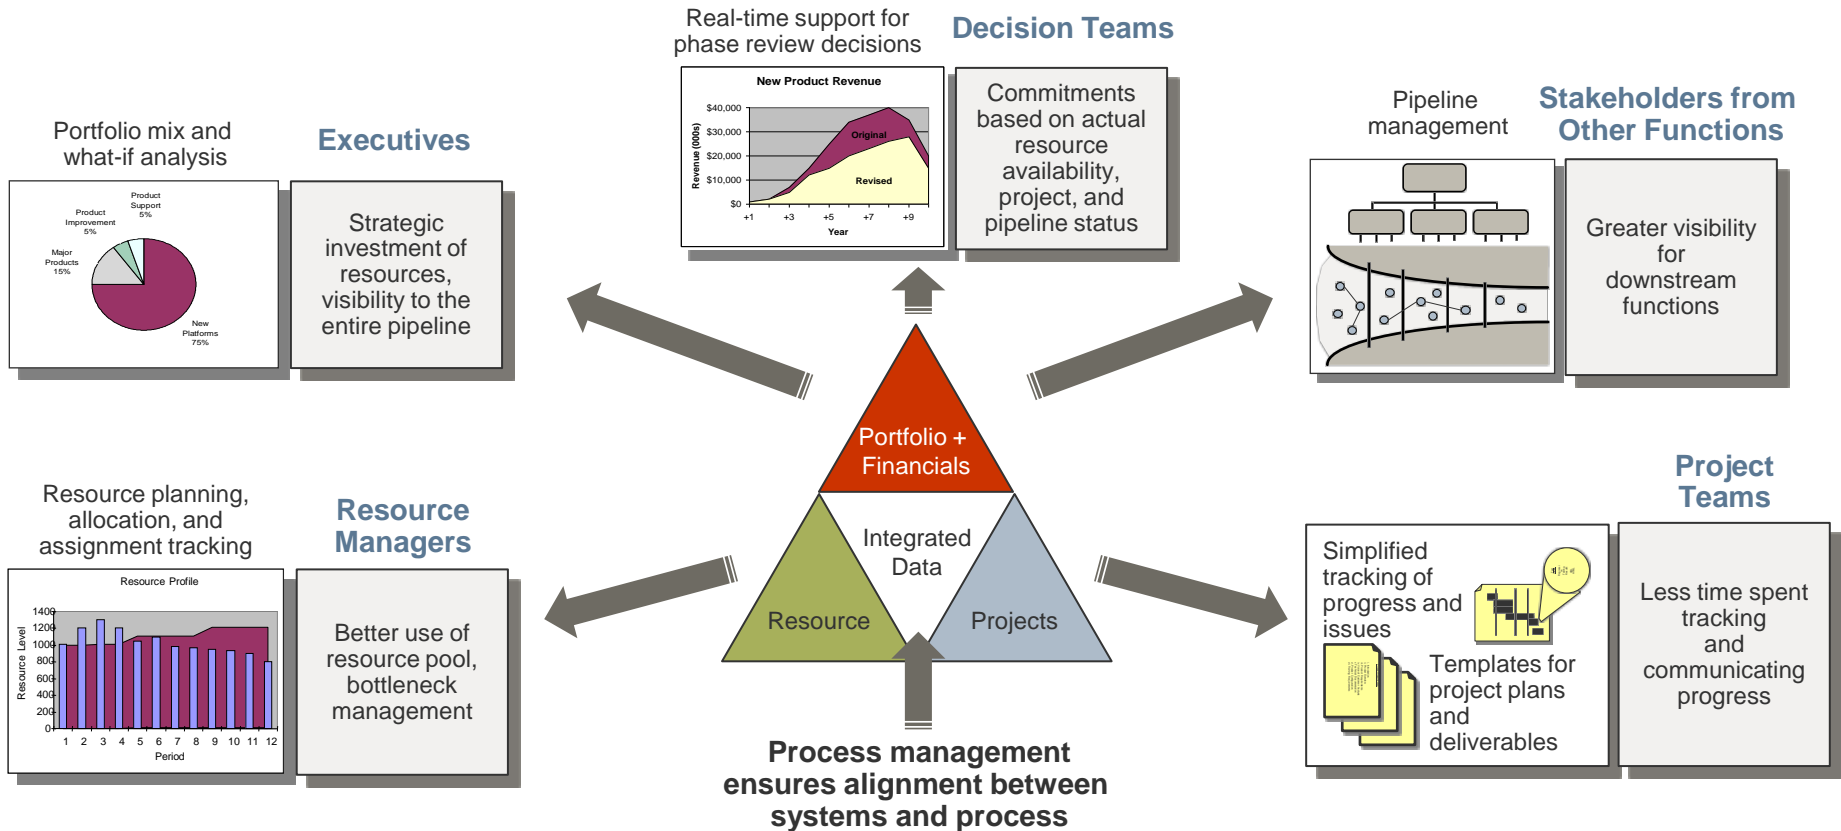 Real-time support for
phase review decisions
Decision Teams
New Product Revenue
$40,000
$30,000
$20,000
$10,000
$0
Revenue (000s)
Original
Revised
+1
+3
+5
+7
+9
Year
Commitments
based on actual
resource
availability,
project, and
pipeline status
Portfolio mix and
what-if analysis
Executives
Product
Support
5%
Product
Improvement
5%
Major
Products
15%
New
Platforms
75%
Strategic
investment of
resources,
visibility to the
entire pipeline
Pipeline
management
Stakeholders from
Other Functions
Greater visibility
for
downstream
functions
Portfolio +
Financials
Integrated
Data
Resource
Projects
Resource planning,
allocation, and
assignment tracking
Resource
Managers
Resource Profile
1400
1200
1000
800
600
400
200
0
Resource Level
1 2 3 4 5 6 7 8 9 10 11 12
Period
Better use of
resource pool,
bottleneck
management
Project
Teams
Simplified
tracking of
progress and
issues
Templates for
project plans
and
deliverables
Less time spent
tracking
and
communicating
progress
Process management
ensures alignment between
systems and process